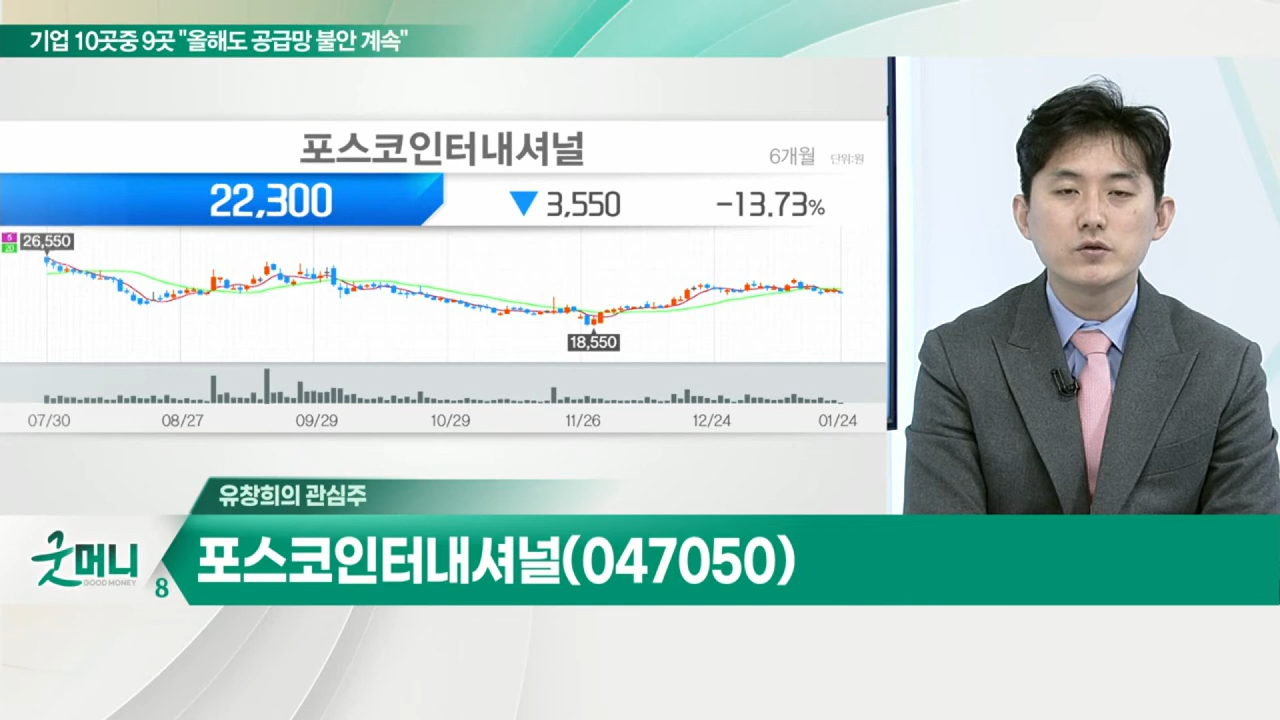 기업 10곳중 9곳 "올해도 공급망 불안 계속"
포스코인터내셔널
6개월 단위:원
22,300 ▼ 3,550 -13.73%
5
20
26,550
18,550
07/30 08/27 09/29 10/29 11/26 12/24 01/24
유창희의 관심주
굿머니
GOOD MONEY
8
포스코인터내셔널(047050)